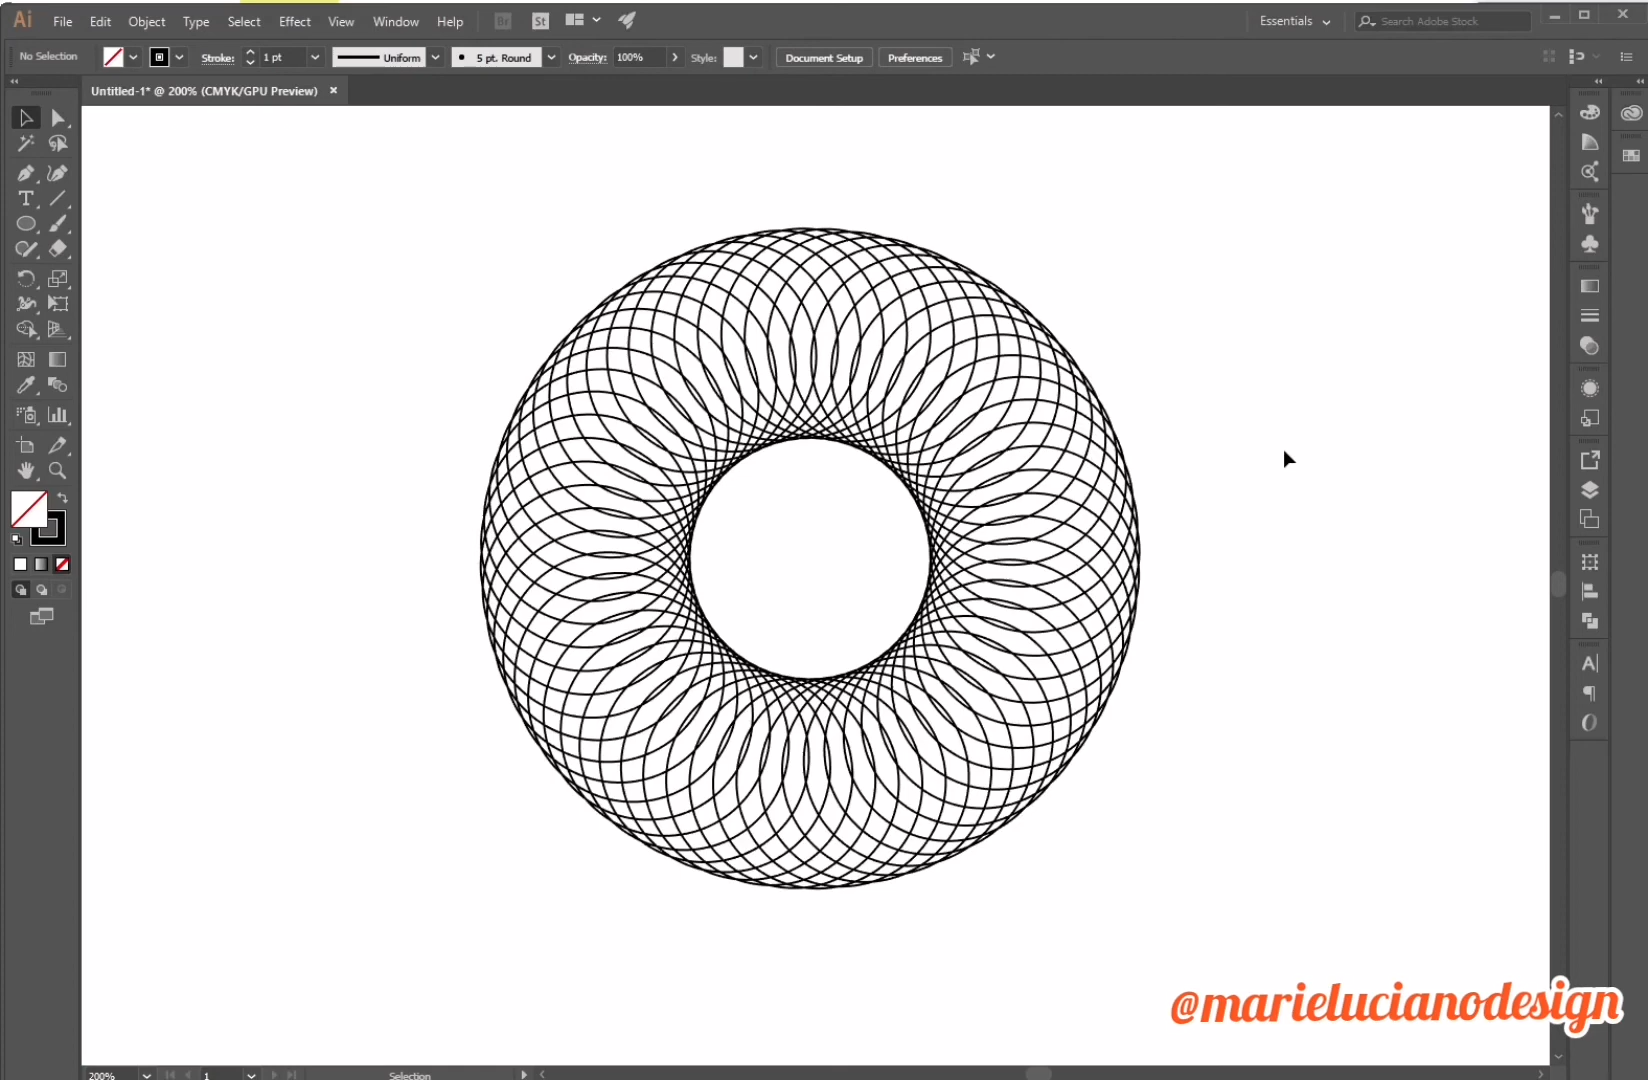 Ai File Edit Object Type Select Effect View Window Help Br St Essentials Search Adobe Stock
No Selection Stroke: 1 pt Uniform 5 pt. Round Opacity: 100% Style: Document Setup Preferences
Untitled-1* @ 200% (CMYK/GPU Preview)
@marielucianodesign
200% 1 Selection